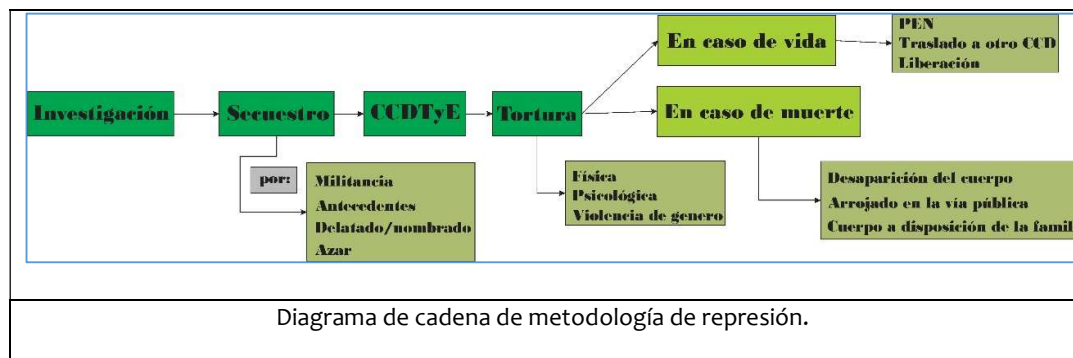 Investigación
Secuestro
CCDTyE
Tortura
En caso de vida
PEN
Traslado a otro CCD
Liberación
En caso de muerte
por:
Militancia
Antecedentes
Delatado/nombrado
Azar
Física
Psicológica
Violencia de genero
Desaparición del cuerpo
Arrojado en la vía pública
Cuerpo a disposición de la famil
Diagrama de cadena de metodología de represión.